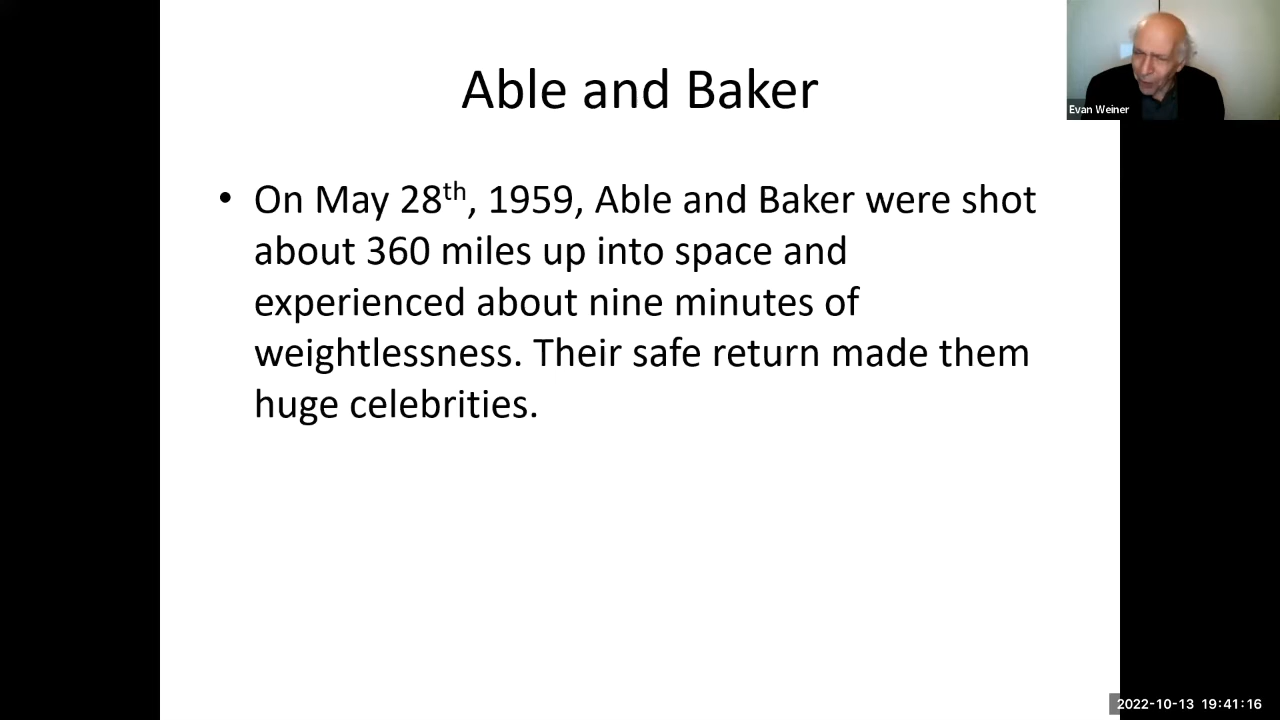 Able and Baker
Evan Weiner
• On May 28th, 1959, Able and Baker were shot
about 360 miles up into space and
experienced about nine minutes of
weightlessness. Their safe return made them
huge celebrities.
2022-10-13 19:41:16